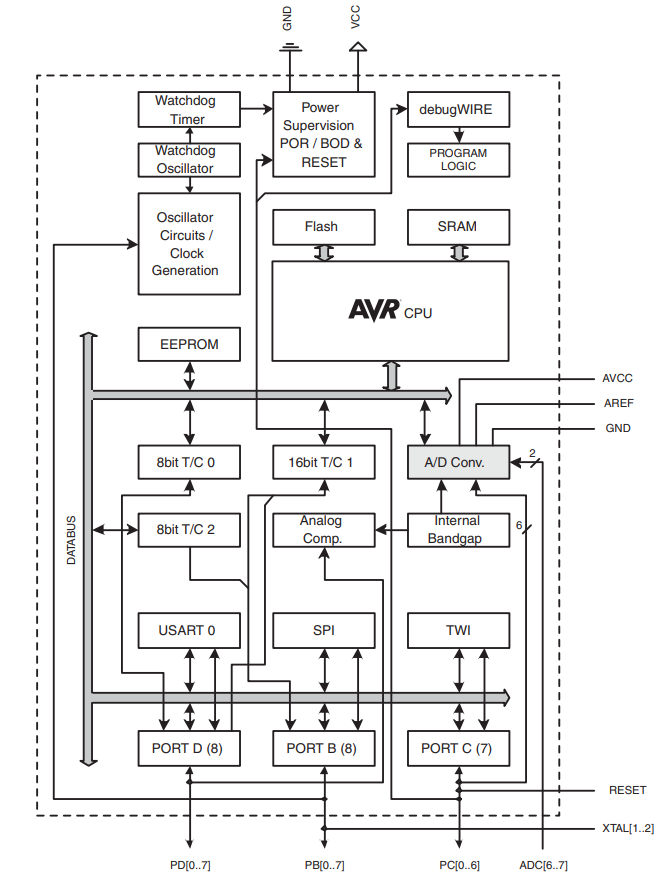 GND
VCC
Watchdog
Timer
Power
Supervision
POR / BOD &
RESET
debugWIRE
Watchdog
Oscillator
PROGRAM
LOGIC
Oscillator
Circuits /
Clock
Generation
Flash
SRAM
AVR CPU
EEPROM
AVCC
AREF
GND
8bit T/C 0
16bit T/C 1
A/D Conv.
2
DATABUS
8bit T/C 2
Analog
Comp.
Internal
Bandgap
6
USART 0
SPI
TWI
PORT D (8)
PORT B (8)
PORT C (7)
RESET
XTAL[1..2]
PD[0..7]
PB[0..7]
PC[0..6]
ADC[6..7]